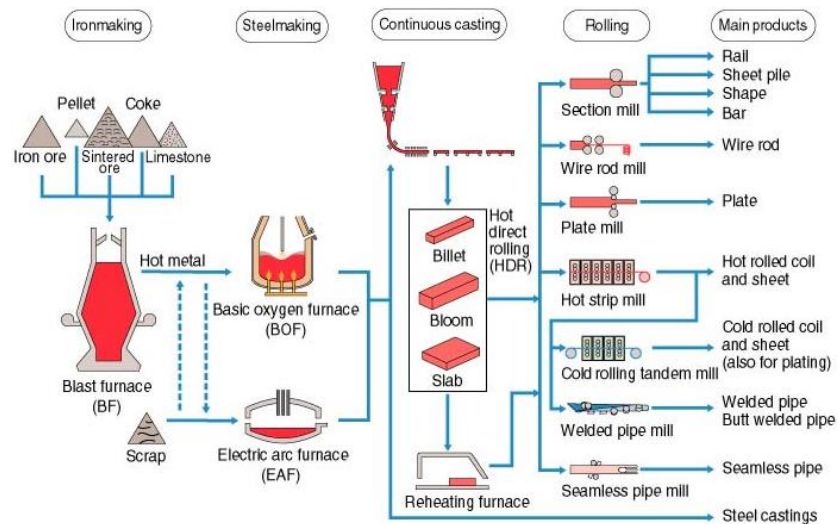 Ironmaking
Steelmaking
Continuous casting
Rolling
Main products
Pellet
Coke
Iron ore
Sintered
ore
Limestone
Hot metal
Blast furnace
(BF)
Scrap
Basic oxygen furnace
(BOF)
Electric arc furnace
(EAF)
Billet
Bloom
Slab
Hot
direct
rolling
(HDR)
Reheating furnace
Section mill
Wire rod mill
Plate mill
Hot strip mill
Cold rolling tandem mill
Welded pipe mill
Seamless pipe mill
Rail
Sheet pile
Shape
Bar
Wire rod
Plate
Hot rolled coil
and sheet
Cold rolled coil
and sheet
(also for plating)
Welded pipe
Butt welded pipe
Seamless pipe
Steel castings